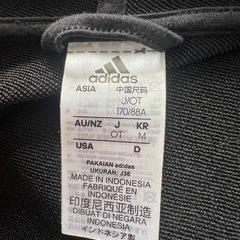 adidas
ASIA 中国尺码
J/OT
170/88A
AU/NZ J KR
OT M
USA D
PAKAIAN adidas
UKURAN: J36
MADE IN INDONESIA
FABRIQUÉ EN
INDONÉSIE
印度尼西亚制造
DIBUAT DI NEGARA
INDONESIA
インドネシア製